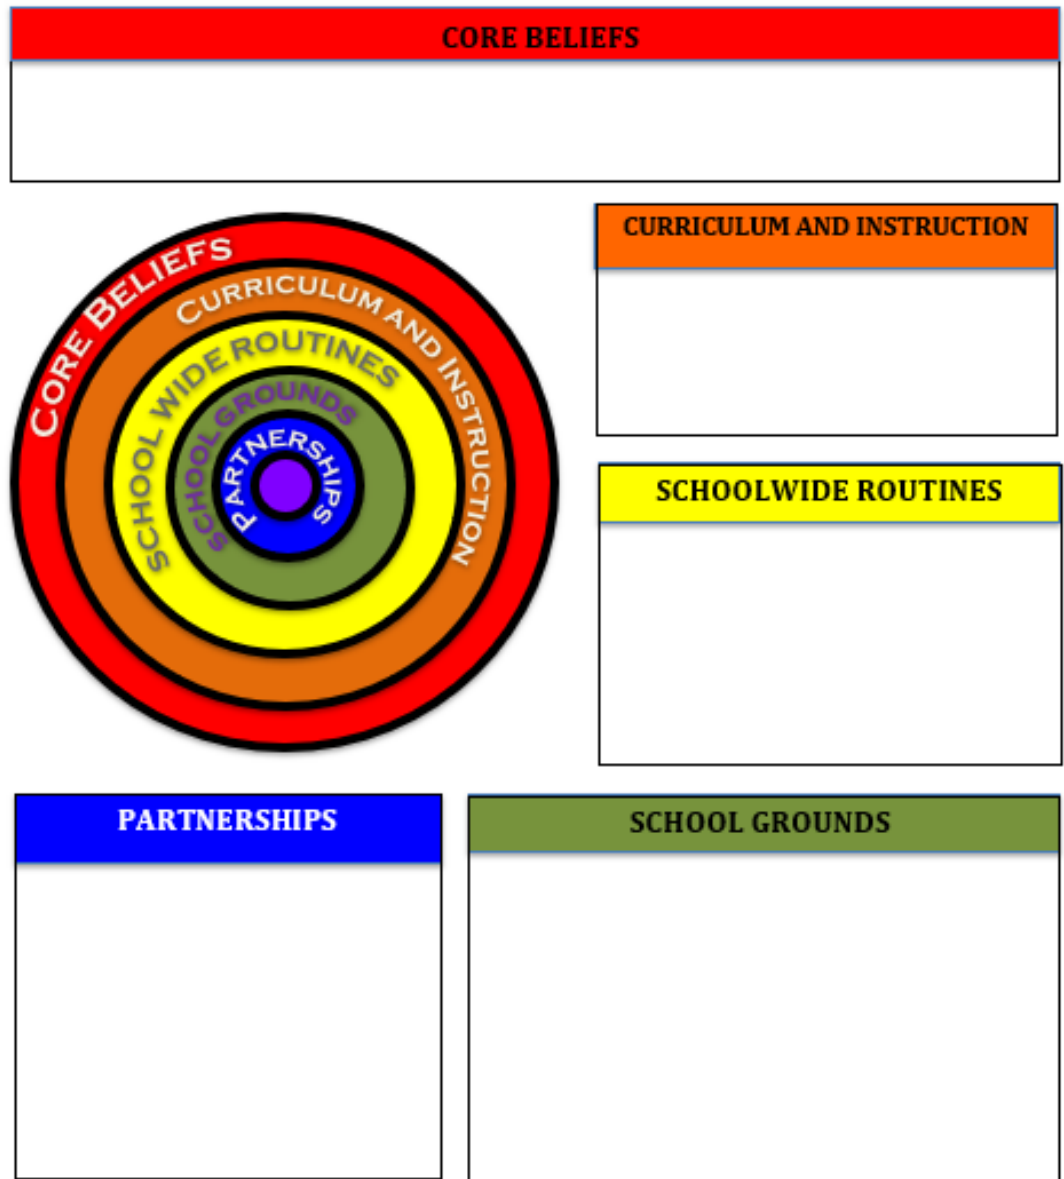 CORE BELIEFS
CORE BELIEFS
CURRICULUM AND INSTRUCTION
SCHOOL WIDE ROUTINES
SCHOOL GROUNDS
PARTNERSHIPS
CURRICULUM AND INSTRUCTION
SCHOOLWIDE ROUTINES
PARTNERSHIPS
SCHOOL GROUNDS